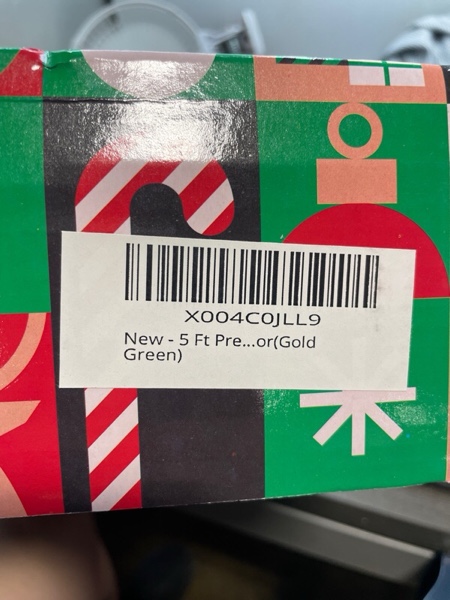 X004C0JLL9
New - 5 Ft Pre...or(Gold
Green)